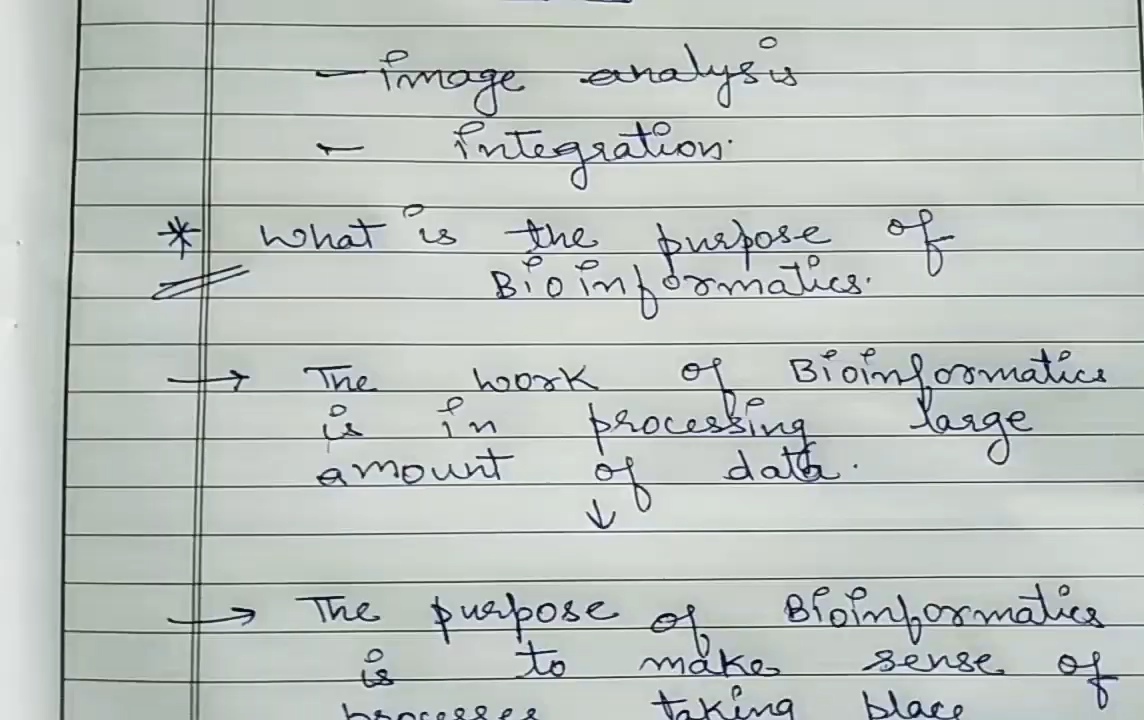 - image analysis
- integration.
* What is the purpose of
Bioinformatics.
→ The work of Bioinformatics
is in processing large
amount of data.
↓
→ The purpose of Bioinformatics
is to make sense of
processes taking place